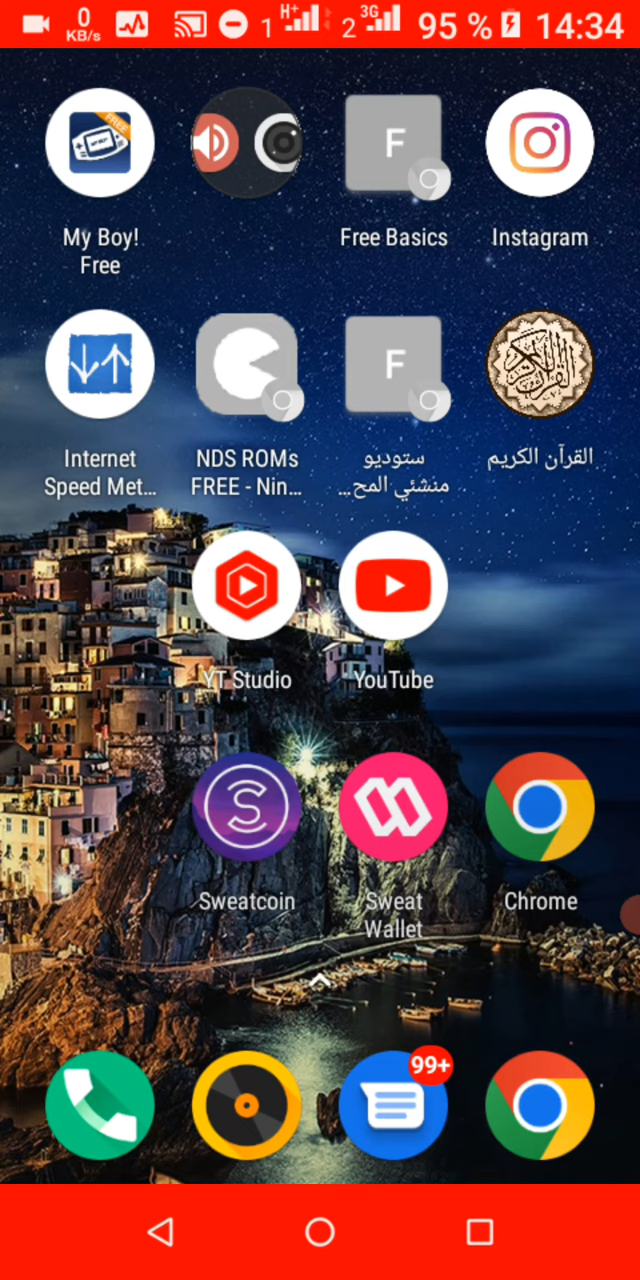 0
KB/s
1
H+
2
3G
95 %
14:34
FREE
F
My Boy!
Free
Free Basics
Instagram
F
Internet
Speed Met...
NDS ROMs
FREE - Nin...
ستوديو
منشئي المح...
القرآن الكريم
YT Studio
YouTube
S
Sweatcoin
Sweat
Wallet
Chrome
99+